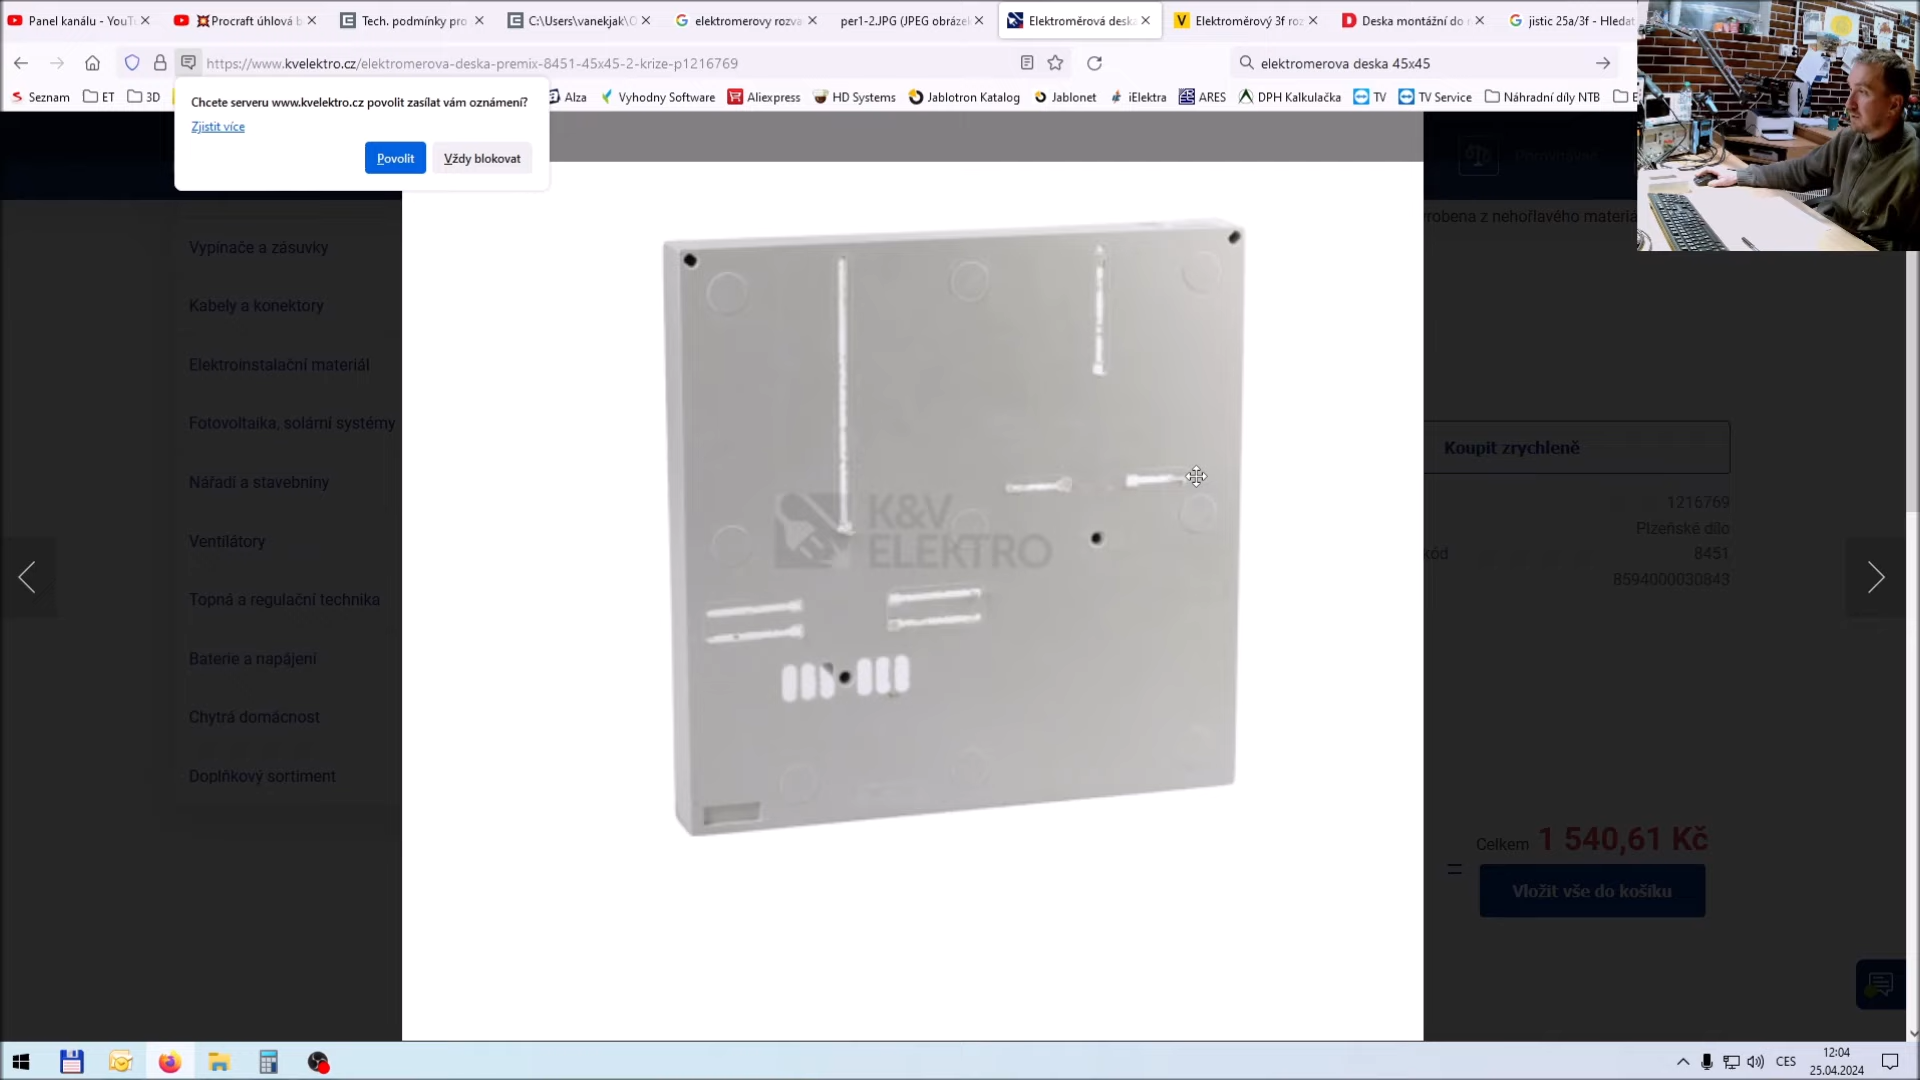 Panel kanálu - YouTu
Procraft úhlová b
Tech. podmínky pro
C:\Users\vanekjak\O
elektromerovy rozva
per1-2.JPG (JPEG obrázek
Elektroměrová deska
Elektroměrový 3f roz
Deska montážní do
jistic 25a/3f - Hledat
https://www.kvelektro.cz/elektromerova-deska-premix-8451-45x45-2-krize-p1216769
elektromerova deska 45x45
Seznam
ET
3D
Alza
Vyhodny Software
Aliexpress
HD Systems
Jablotron Katalog
Jablonet
iElektra
ARES
DPH Kalkulačka
TV
TV Service
Náhradní díly NTB
E
Chcete serveru www.kvelektro.cz povolit zasílat vám oznámení?
Zjistit více
Povolit
Vždy blokovat
Porovnávač
robena z nehořlavého materiá
Vypínače a zásuvky
Kabely a konektory
Elektroinstalační materiál
Fotovoltaika, solární systémy
Nářadí a stavebniny
Ventilátory
Topná a regulační technika
Baterie a napájení
Chytrá domácnost
Doplňkový sortiment
K&V
ELEKTRO
Koupit zrychleně
1216769
Plzeňské dílo
kód
8451
8594000030843
Celkem 1 540,61 Kč
=
Vložit vše do košíku
CES
12:04
25.04.2024